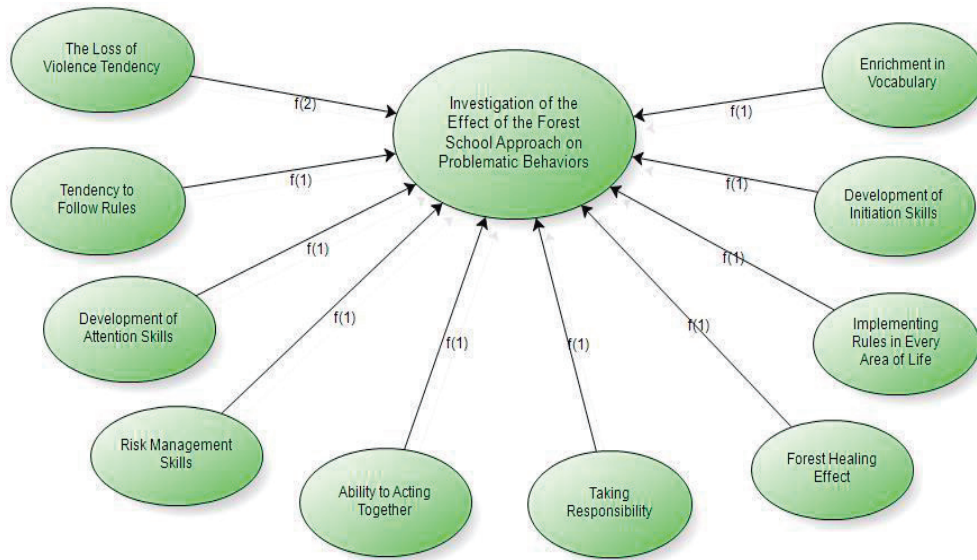 The Loss of
Violence Tendency
f(2)
Investigation of the
Effect of the Forest
School Approach on
Problematic Behaviors
Enrichment in
Vocabulary
f(1)
Tendency to
Follow Rules
f(1)
Development of
Initiation Skills
f(1)
Development of
Attention Skills
f(1)
Implementing
Rules in Every
Area of Life
f(1)
Risk Management
Skills
f(1)
Ability to Acting
Together
f(1)
Taking
Responsibility
f(1)
Forest Healing
Effect
f(1)